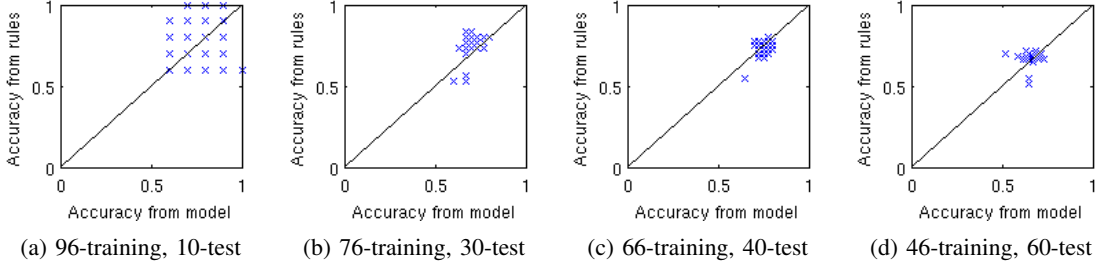 Accuracy from rules
1
0.5
0
0
0.5
1
Accuracy from model
(a) 96-training, 10-test
Accuracy from rules
1
0.5
0
0
0.5
1
Accuracy from model
(b) 76-training, 30-test
Accuracy from rules
1
0.5
0
0
0.5
1
Accuracy from model
(c) 66-training, 40-test
Accuracy from rules
1
0.5
0
0
0.5
1
Accuracy from model
(d) 46-training, 60-test